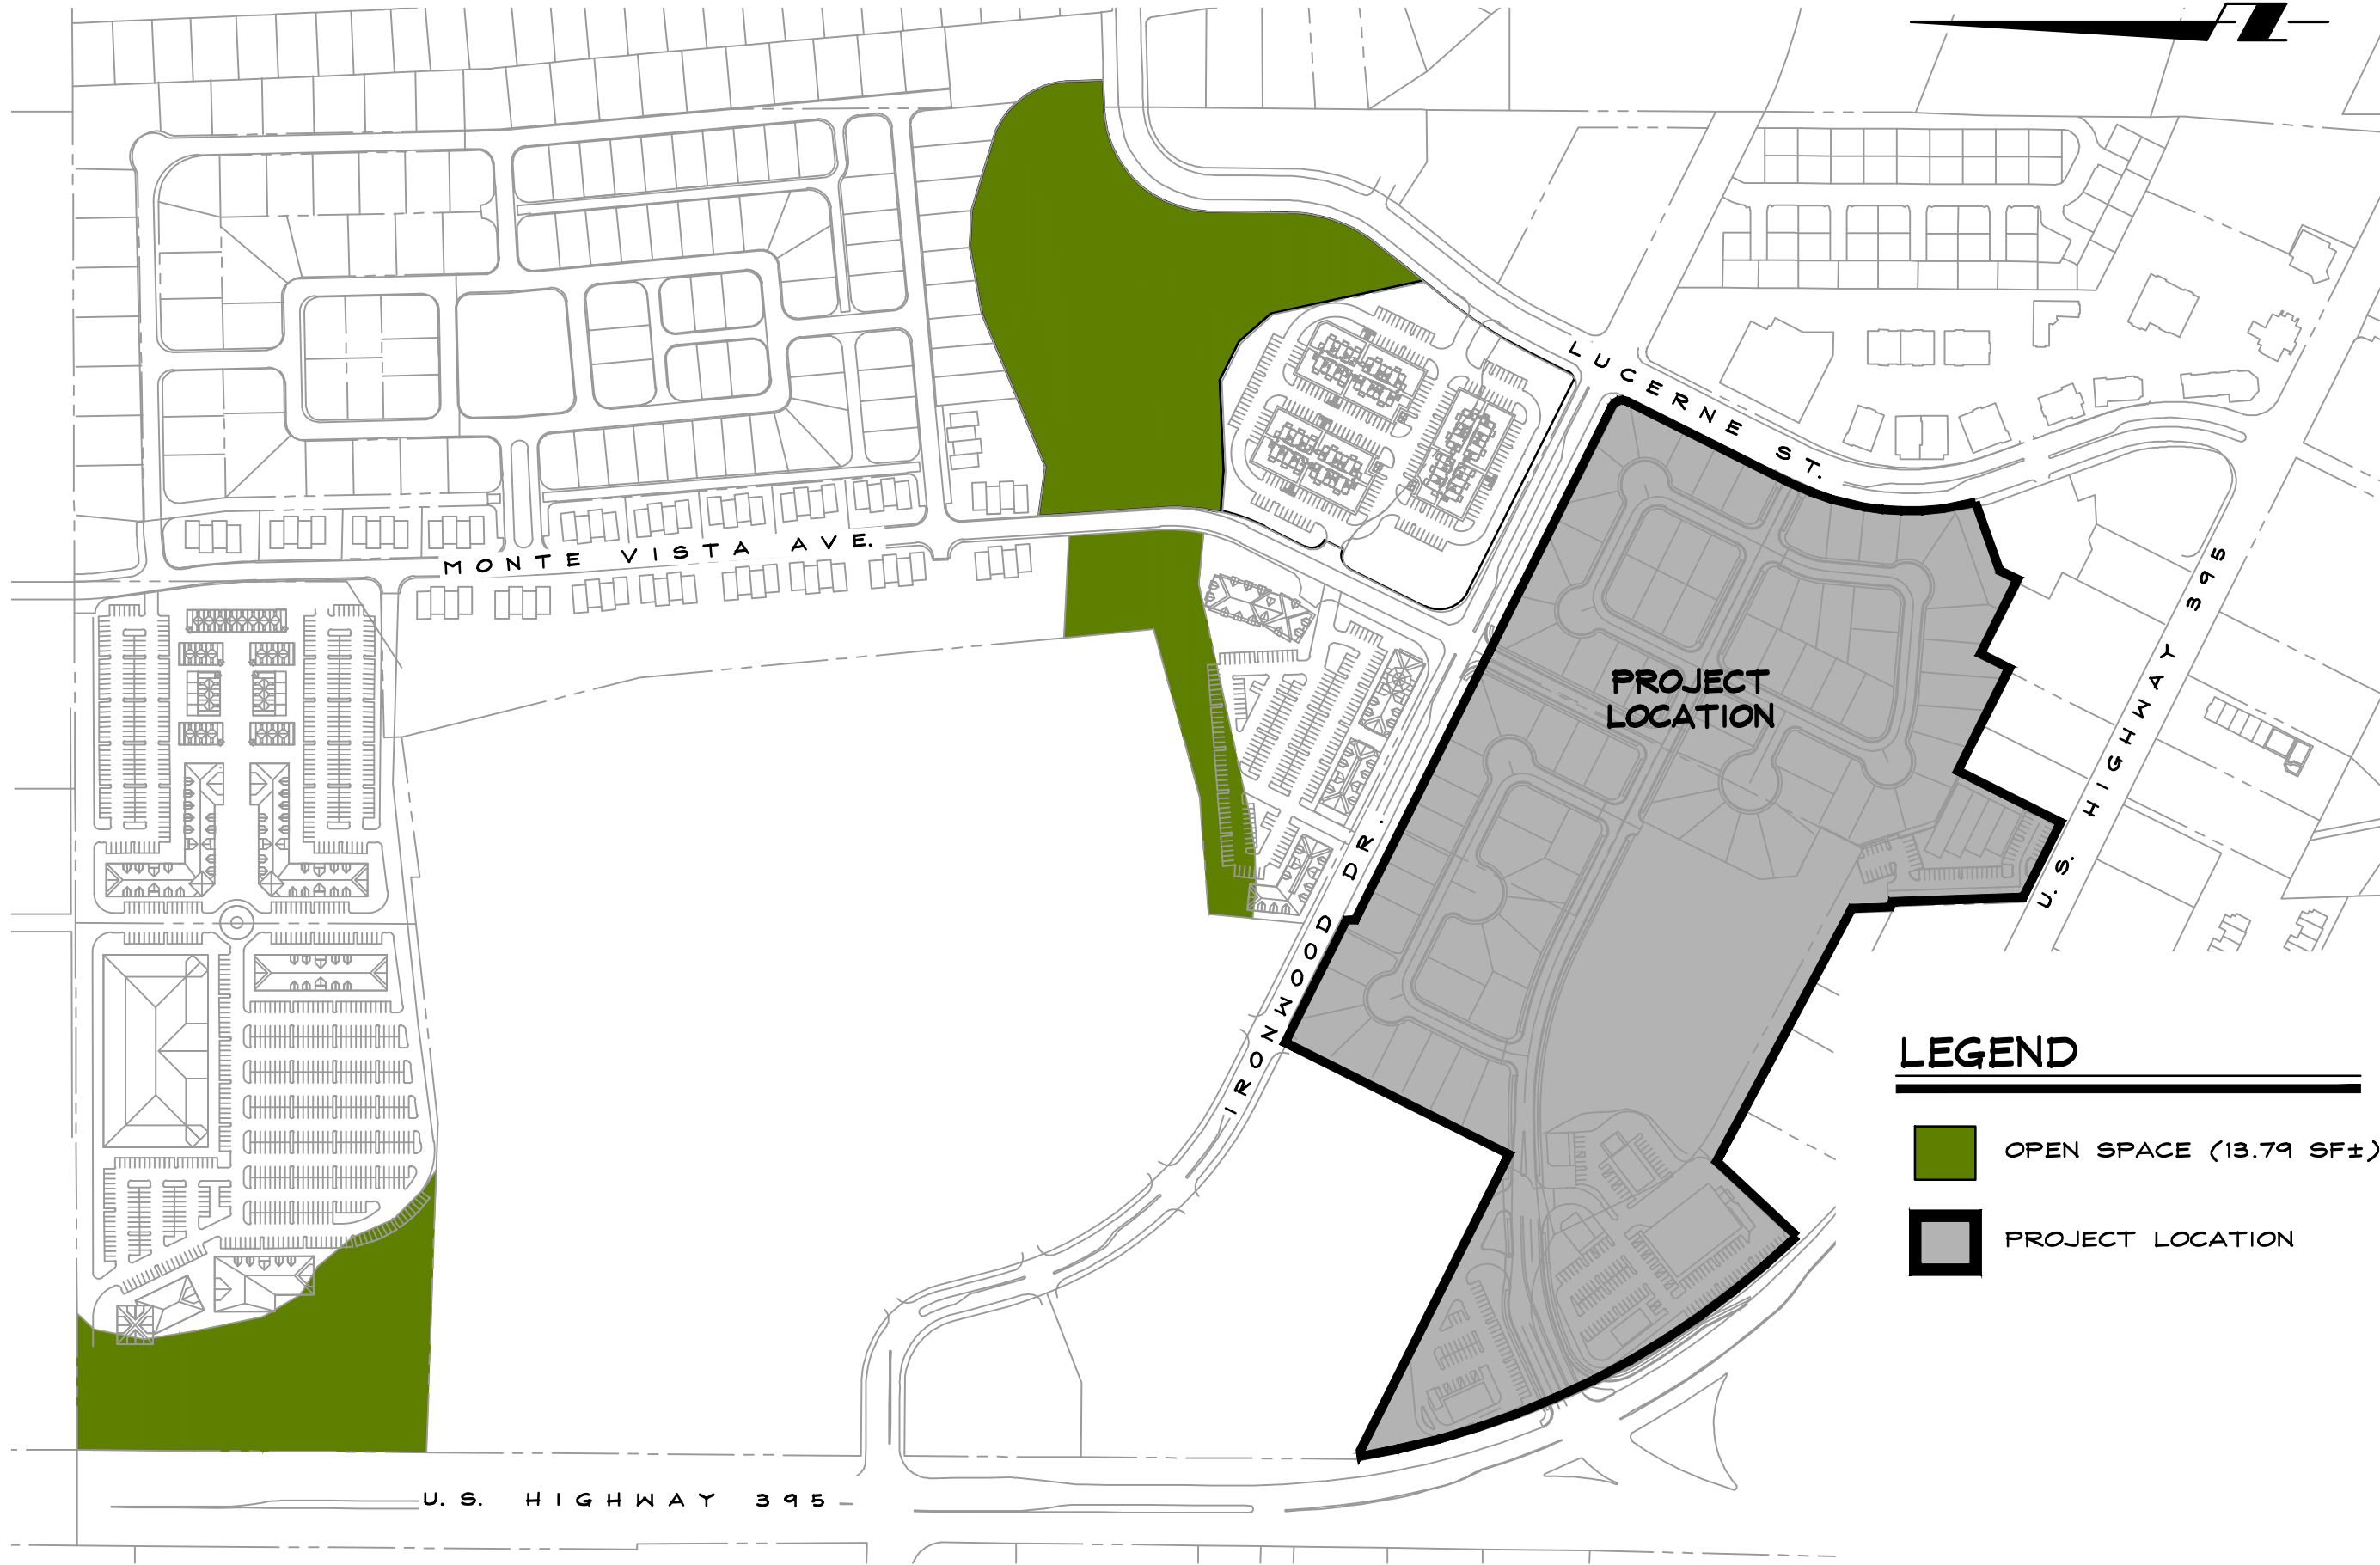 LUCERNE ST.
MONTE VISTA AVE.
U.S. HIGHWAY 395
PROJECT
LOCATION
IRONWOOD DR.
LEGEND
OPEN SPACE (13.79 SF±)
PROJECT LOCATION
U.S. HIGHWAY 395